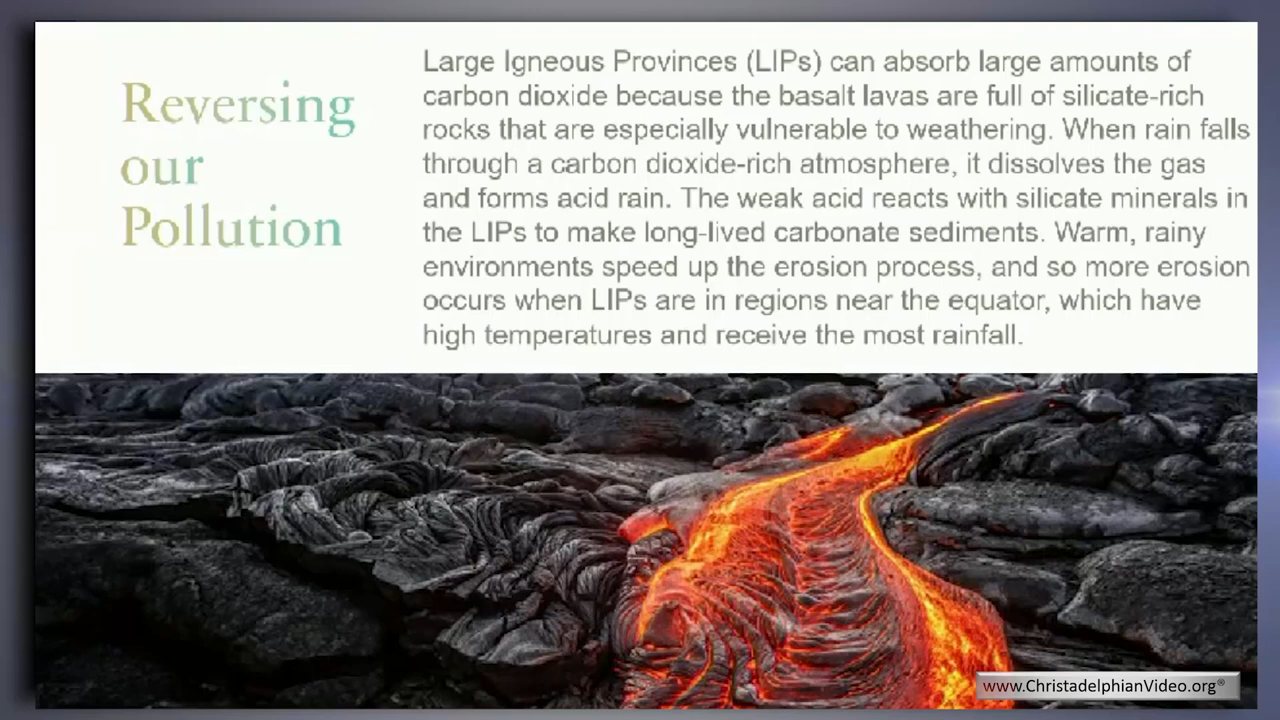 Reversing
our
Pollution
Large Igneous Provinces (LIPs) can absorb large amounts of
carbon dioxide because the basalt lavas are full of silicate-rich
rocks that are especially vulnerable to weathering. When rain falls
through a carbon dioxide-rich atmosphere, it dissolves the gas
and forms acid rain. The weak acid reacts with silicate minerals in
the LIPs to make long-lived carbonate sediments. Warm, rainy
environments speed up the erosion process, and so more erosion
occurs when LIPs are in regions near the equator, which have
high temperatures and receive the most rainfall.
www.ChristadelphianVideo.org®